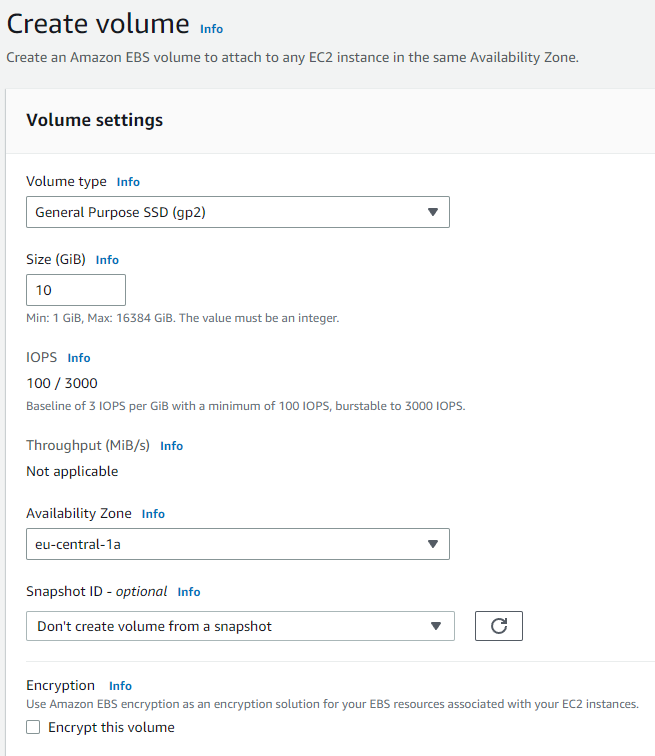 Create volume Info
Create an Amazon EBS volume to attach to any EC2 instance in the same Availability Zone.
Volume settings
Volume type Info
General Purpose SSD (gp2)
Size (GiB) Info
10
Min: 1 GiB, Max: 16384 GiB. The value must be an integer.
IOPS Info
100 / 3000
Baseline of 3 IOPS per GiB with a minimum of 100 IOPS, burstable to 3000 IOPS.
Throughput (MiB/s) Info
Not applicable
Availability Zone Info
eu-central-1a
Snapshot ID - optional Info
Don't create volume from a snapshot
Encryption Info
Use Amazon EBS encryption as an encryption solution for your EBS resources associated with your EC2 instances.
Encrypt this volume